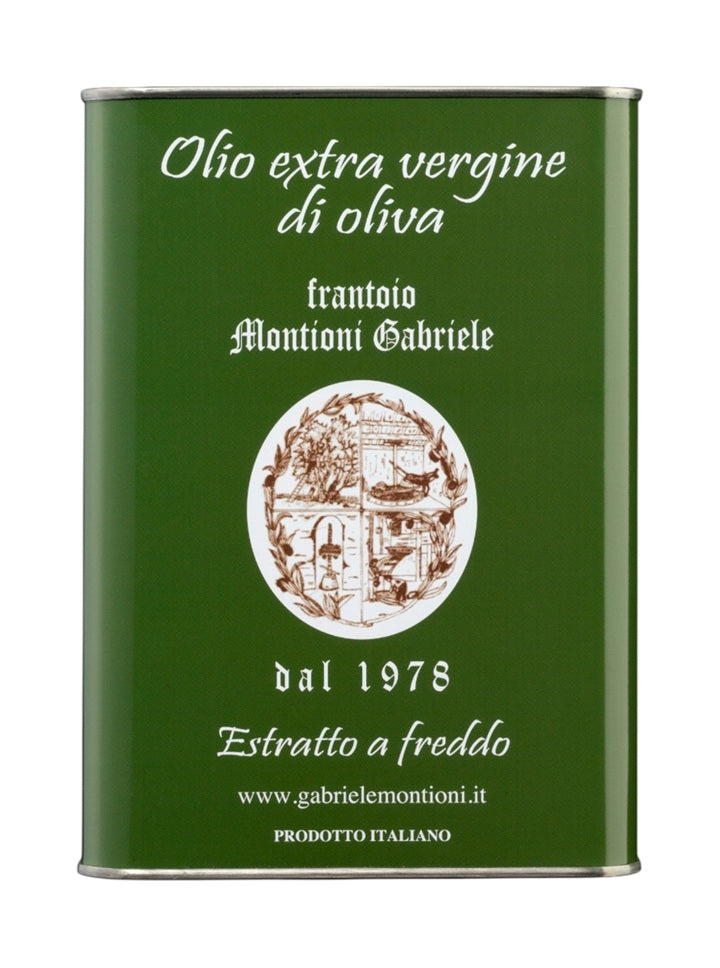 Olio extra vergine
di oliva
frantoio
Montioni Gabriele
dal 1978
Estratto a freddo
www.gabrielemontioni.it
PRODOTTO ITALIANO